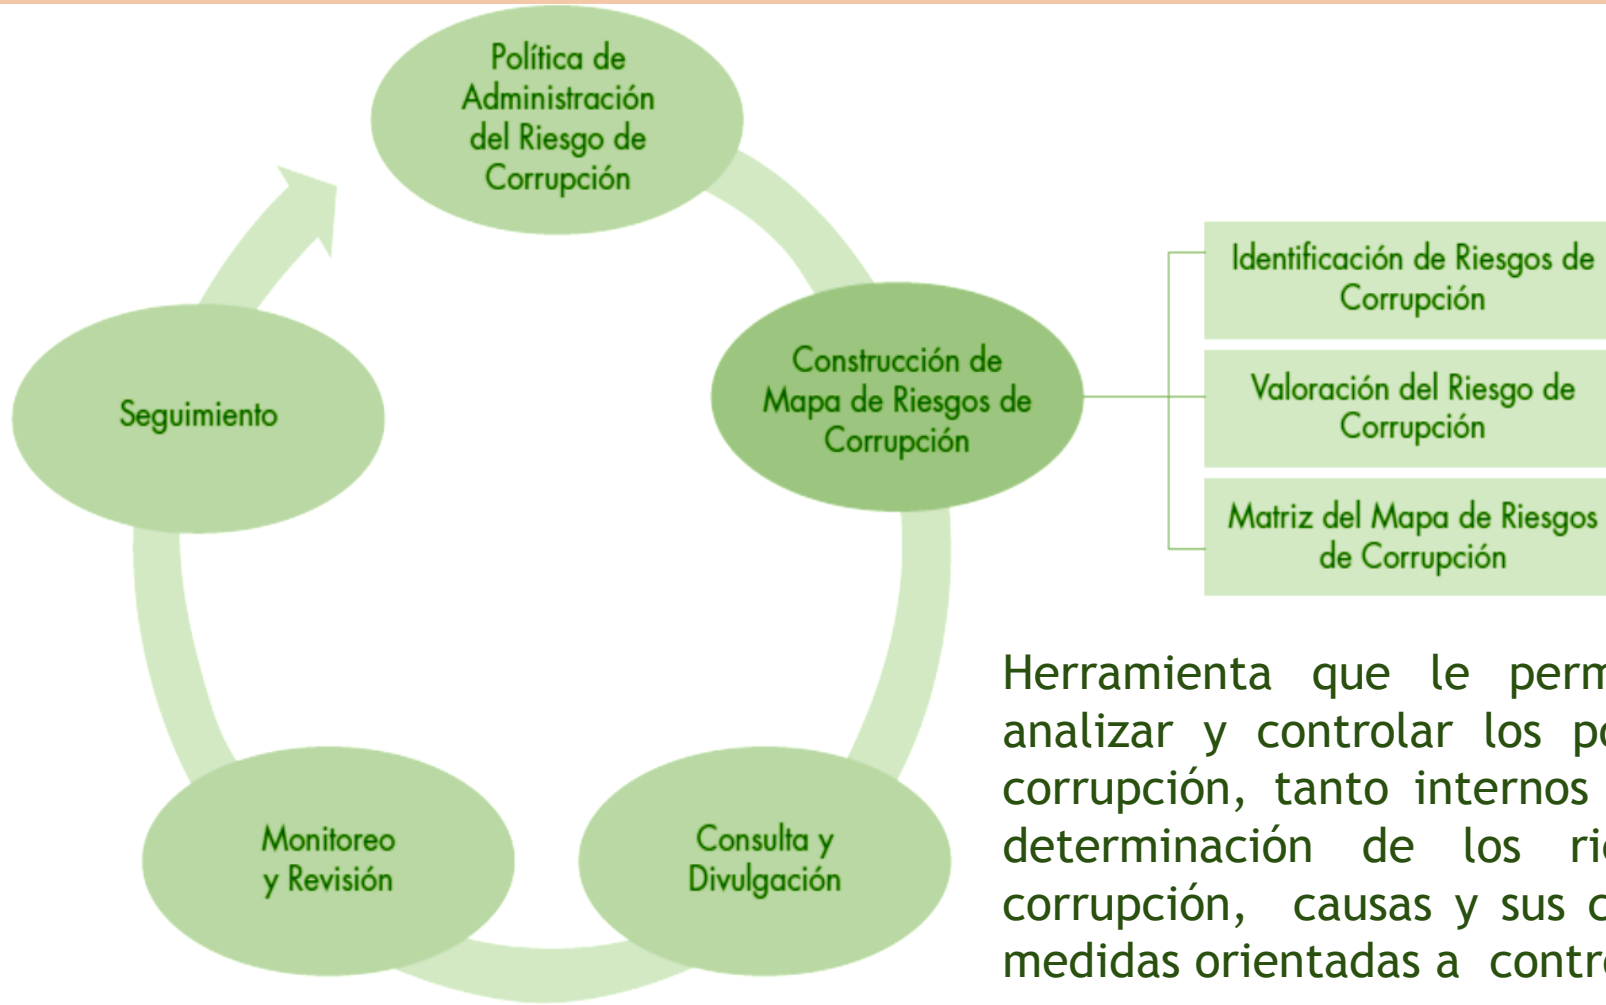 Política de
Administración
del Riesgo de
Corrupción
Construcción de
Mapa de Riesgos de
Corrupción
Identificación de Riesgos de
Corrupción
Valoración del Riesgo de
Corrupción
Matriz del Mapa de Riesgos
de Corrupción
Seguimiento
Monitoreo
y Revisión
Consulta y
Divulgación
Herramienta que le
analizar y controlar los
corrupción, tanto internos
determinación de los
corrupción, causas y sus
medidas orientadas a